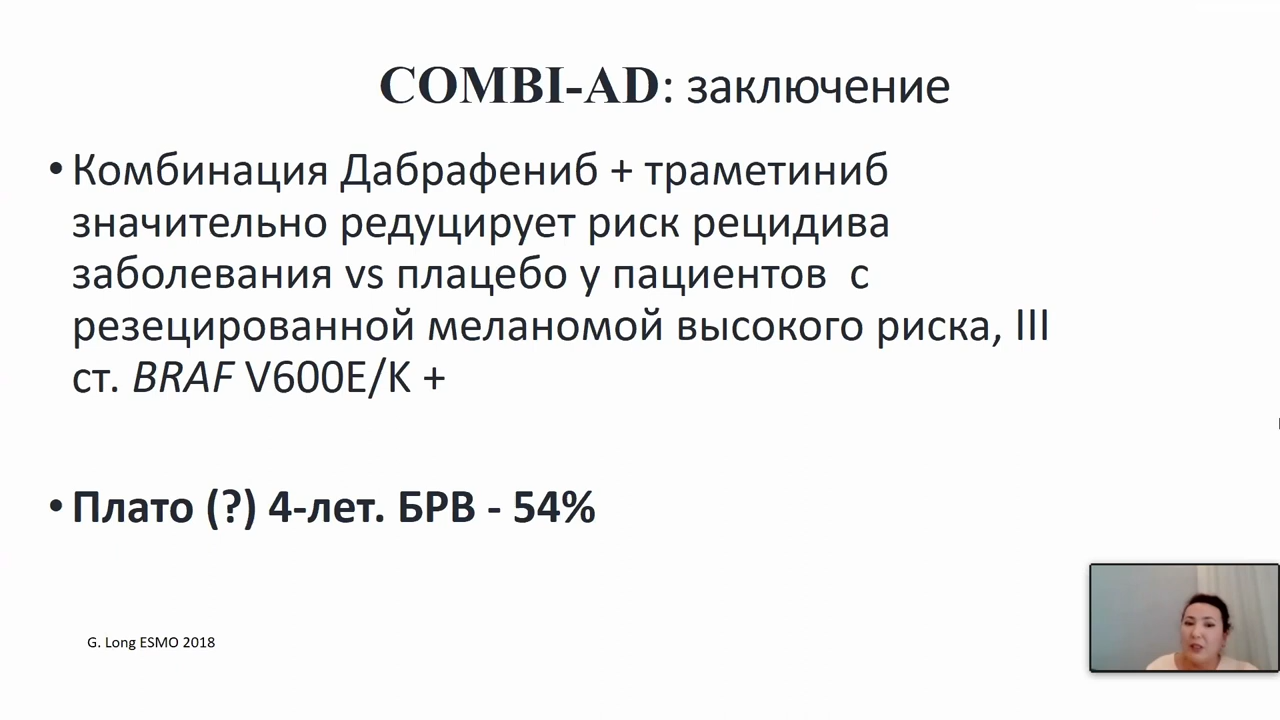 COMBI-AD: заключение
• Комбинация Дабрафениб + траметиниб
значительно редуцирует риск рецидива
заболевания vs плацебо у пациентов с
резецированной меланомой высокого риска, III
ст. BRAF V600E/K +
• Плато (?) 4-лет. БРВ - 54%
G. Long ESMO 2018